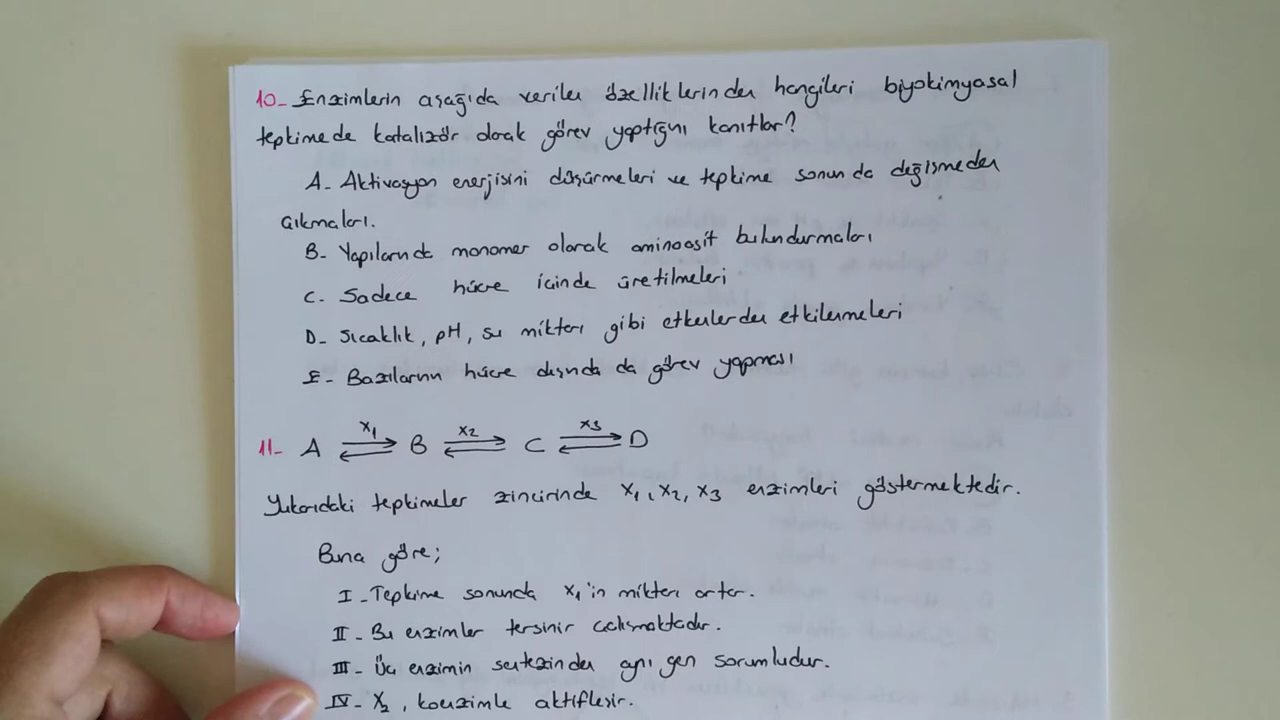 10- Enzimlerin aşağıda verilen özelliklerinden hangileri biyokimyasal
tepkimede katalizör olarak görev yaptığını kanıtlar?
A- Aktivasyon enerjisini düşürmeleri ve tepkime sonunda değişmeden
çıkmaları.
B- Yapılarında monomer olarak aminoasit bulundurmaları
C- Sadece hücre içinde üretilmeleri
D- Sıcaklık, pH, su miktarı gibi etkenlerden etkilenmeleri
E- Bazılarının hücre dışında da görev yapması
11- A X1 ⇌ B X2 ⇌ C X3 ⇌ D
Yukarıdaki tepkimeler zincirinde X1, X2, X3 enzimleri göstermektedir.
Buna göre;
I- Tepkime sonunda X1'in miktarı artar.
II- Bu enzimler tersinir çalışmaktadır.
III- Üç enzimin sentezinden aynı gen sorumludur.
IV- X2, koenzimle aktifleşir.